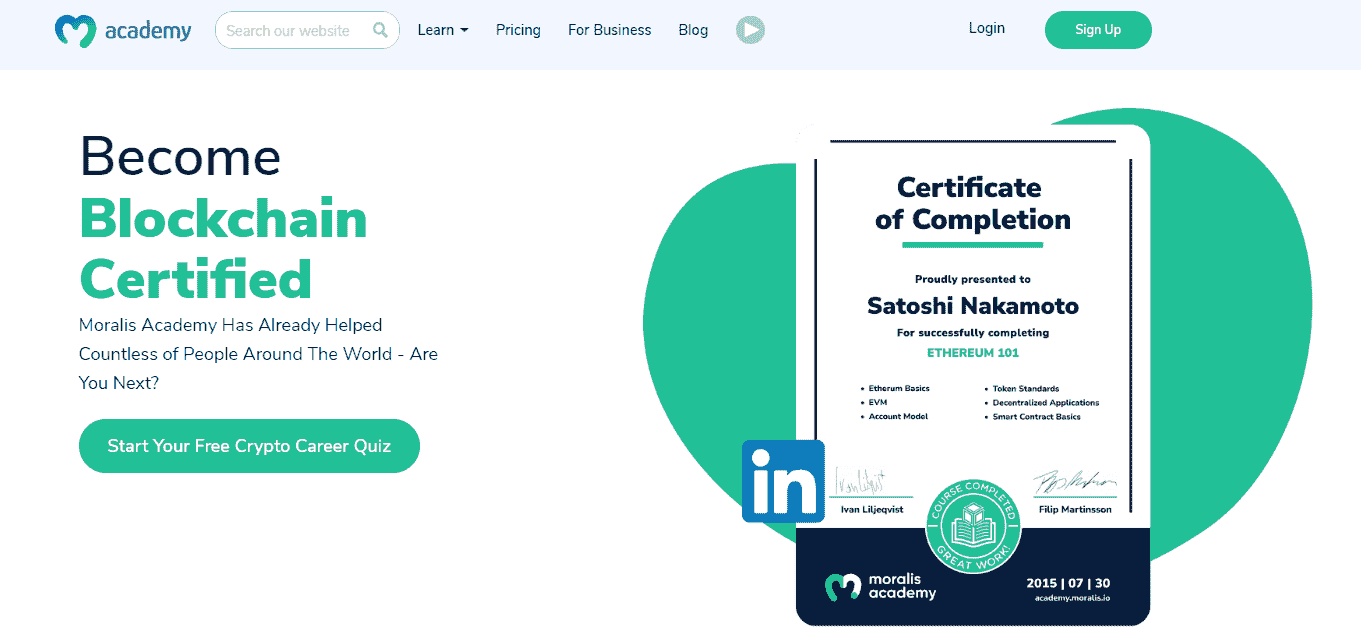 academy
Search our website
Learn
Pricing
For Business
Blog
Login
Sign Up
Become
Blockchain
Certified
Moralis Academy Has Already Helped
Countless of People Around The World - Are
You Next?
Start Your Free Crypto Career Quiz
Certificate
of Completion
Proudly presented to
Satoshi Nakamoto
For successfully completing
ETHEREUM 101
• Etherum Basics
• EVM
• Account Model
• Token Standards
• Decentralized Applications
• Smart Contract Basics
in
Ivan Liljeqvist
Ivan Liljeqvist
COURSE COMPLETED
GREAT WORK!
Filip Martinsson
moralis
academy
2015 | 07 | 30
academy.moralis.io